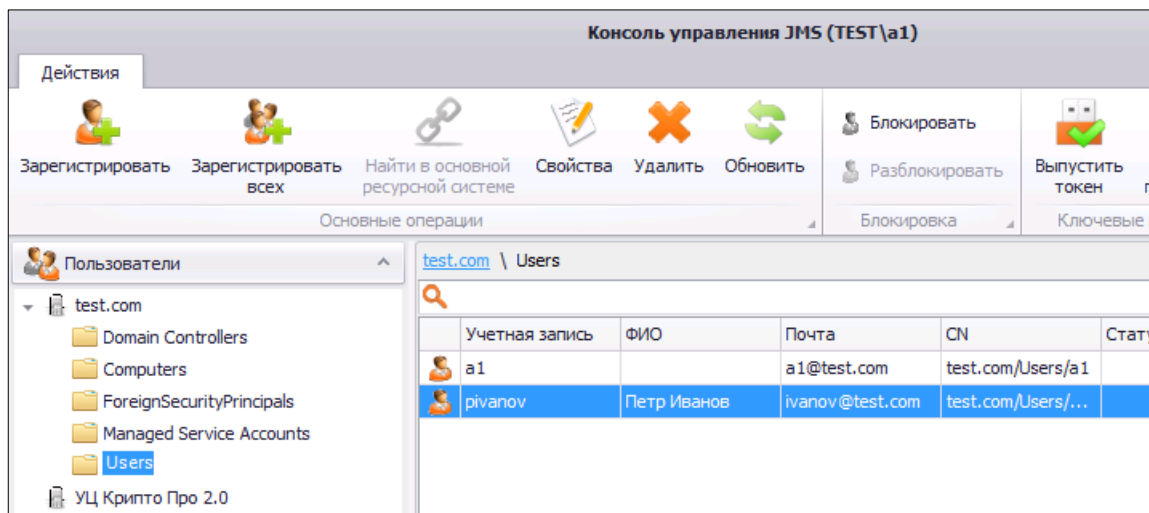 Консоль управления JMS (TEST\a1)
Действия
Зарегистрировать
Зарегистрировать
всех
Найти в основной
ресурсной системе
Свойства
Удалить
Обновить
Блокировать
Разблокировать
Выпустить
токен
Основные операции
Блокировка
Ключевые
Пользователи
test.com
Domain Controllers
Computers
ForeignSecurityPrincipals
Managed Service Accounts
Users
УЦ Крипто Про 2.0
test.com \ Users
Учетная запись ФИО Почта CN Стату
a1 a1@test.com test.com/Users/a1
pivanov Петр Иванов ivanov@test.com test.com/Users/...